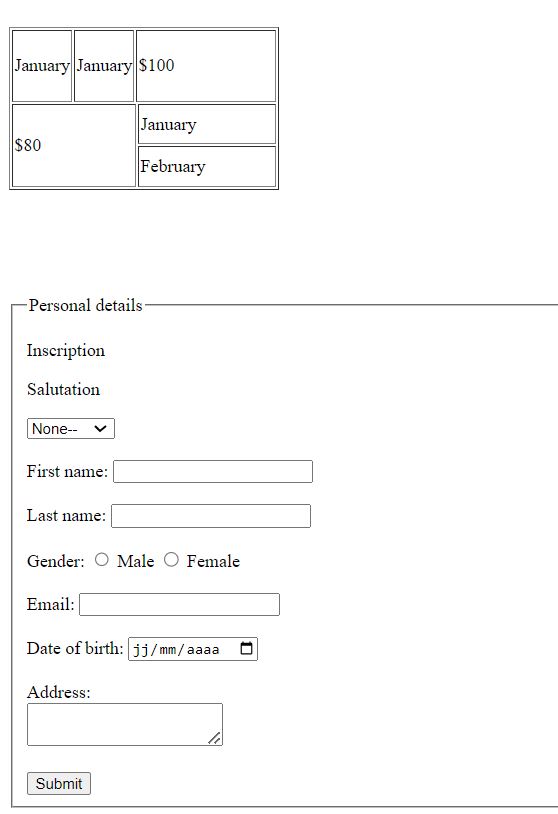 January January $100
$80
January
February
Personal details
Inscription
Salutation
None--
First name:
Last name:
Gender: Male Female
Email:
Date of birth: jj/mm/aaaa
Address:
Submit